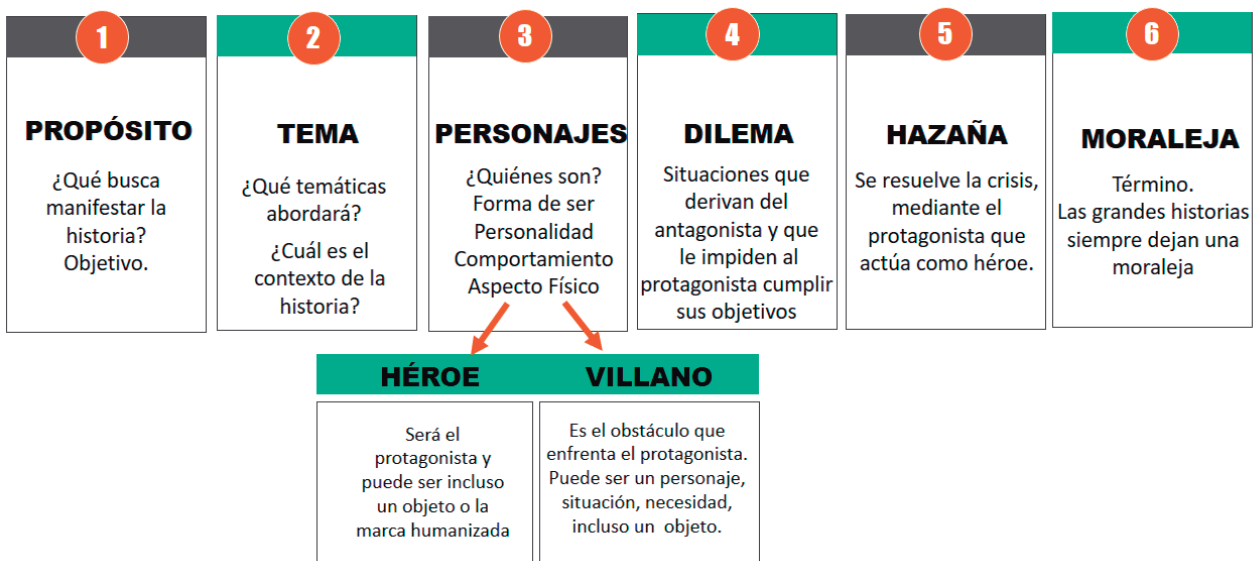 1
PROPÓSITO
¿Qué busca
manifestar la
historia?
Objetivo.
2
TEMA
¿Qué temáticas
abordará?
¿Cuál es el
contexto de la
historia?
3
PERSONAJES
¿Quiénes son?
Forma de ser
Personalidad
Comportamiento
Aspecto Físico
4
DILEMA
Situaciones que
derivan del
antagonista y que
le impiden al
protagonista cumplir
sus objetivos
5
HAZAÑA
Se resuelve la crisis,
mediante el
protagonista que
actúa como héroe.
6
MORALEJA
Término.
Las grandes historias
siempre dejan una
moraleja
HÉROE
Será el
protagonista y
puede ser incluso
un objeto o la
marca humanizada
VILLANO
Es el obstáculo que
enfrenta el protagonista.
Puede ser un personaje,
situación, necesidad,
incluso un objeto.